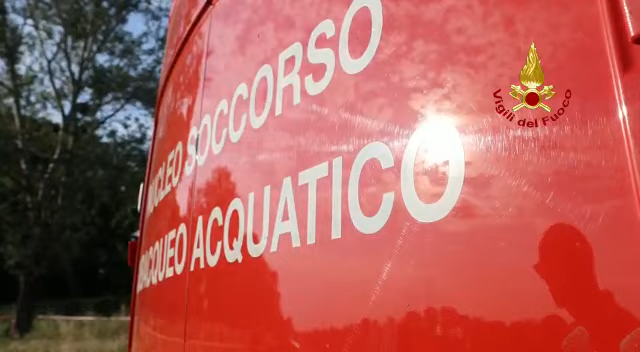 NUCLEO SOCCORSO
SUBACQUEO ACQUATICO
Vigili del Fuoco